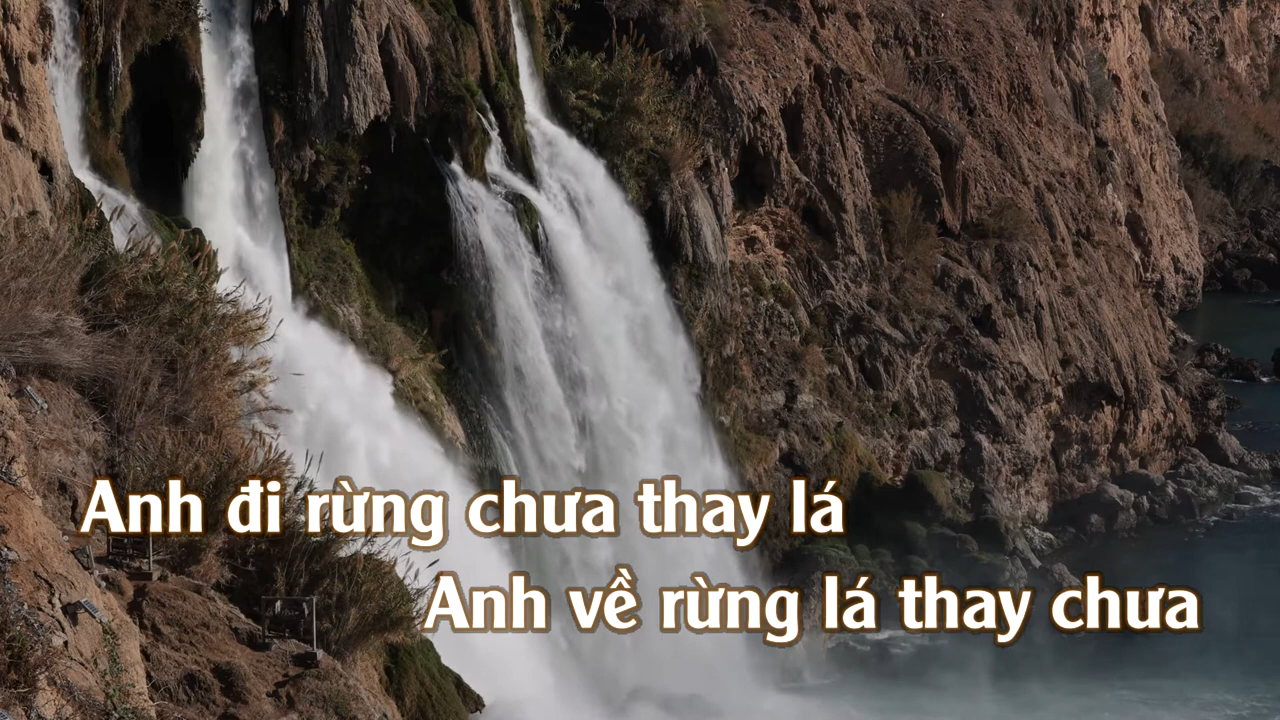 Anh đi rừng chưa thay lá
Anh về rừng lá thay chưa